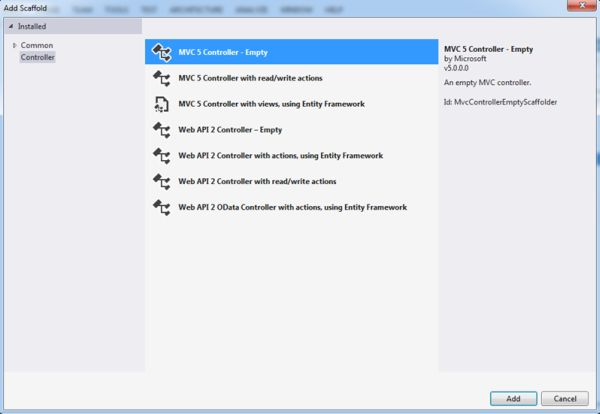 Add Scaffold
Installed
Common
Controller
MVC 5 Controller - Empty
MVC 5 Controller with read/write actions
MVC 5 Controller with views, using Entity Framework
Web API 2 Controller – Empty
Web API 2 Controller with actions, using Entity Framework
Web API 2 Controller with read/write actions
Web API 2 OData Controller with actions, using Entity Framework
MVC 5 Controller - Empty
by Microsoft
v5.0.0.0
An empty MVC controller.
Id: MvcControllerEmptyScaffolder
Add
Cancel